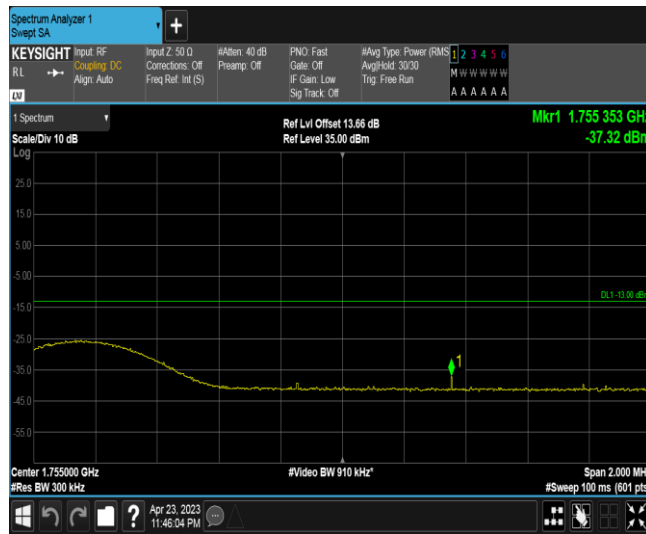 Spectrum Analyzer 1
Swept SA
+
KEYSIGHT Input: RF Input Z: 50 Ω #Atten: 40 dB PNO: Fast #Avg Type: Power (RMS 1 2 3 4 5 6
RL Coupling: DC Corrections: Off Preamp: Off Gate: Off Avg|Hold: 30/30 M W W W W W
Align: Auto Freq Ref: Int (S) IF Gain: Low Trig: Free Run
LXI Sig Track: Off A A A A A A
1 Spectrum Ref Lvl Offset 13.66 dB Mkr1 1.755 353 GHz
Scale/Div 10 dB Ref Level 35.00 dBm -37.32 dBm
Log
25.0
15.0
5.00
-5.00
DL1 -13.00 dBm
-15.0
-25.0
1
-35.0
-45.0
-55.0
Center 1.755000 GHz #Video BW 910 kHz* Span 2.000 MH
#Res BW 300 kHz #Sweep 100 ms (601 pts
? Apr 23, 2023
11:46:04 PM